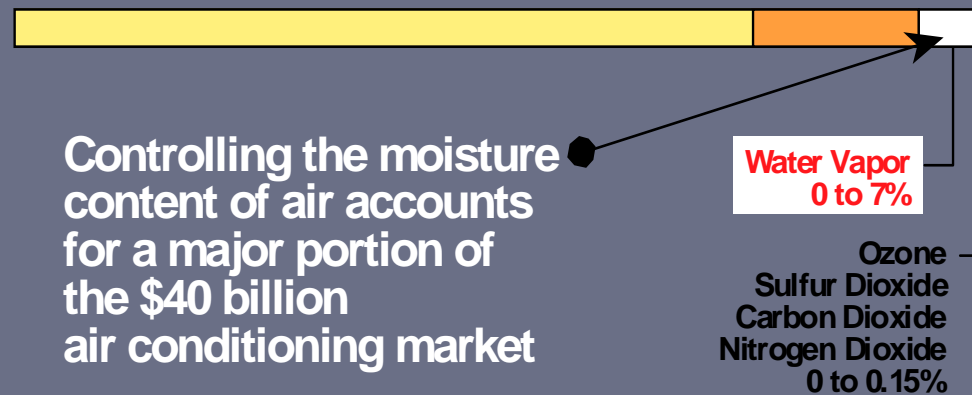 Controlling the moisture
content of air accounts
for a major portion of
the $40 billion
air conditioning market
Water Vapor
0 to 7%
Ozone
Sulfur Dioxide
Carbon Dioxide
Nitrogen Dioxide
0 to 0.15%